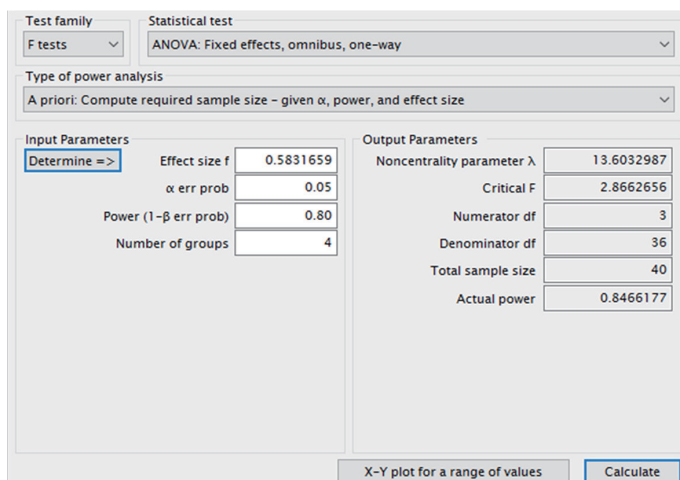 Test family
Statistical test
F tests
ANOVA: Fixed effects, omnibus, one-way
Type of power analysis
A priori: Compute required sample size – given α, power, and effect size
Input Parameters
Determine =>
Effect size f
0.5831659
α err prob
0.05
Power (1-β err prob)
0.80
Number of groups
4
Output Parameters
Noncentrality parameter λ
13.6032987
Critical F
2.8662656
Numerator df
3
Denominator df
36
Total sample size
40
Actual power
0.8466177
X-Y plot for a range of values
Calculate